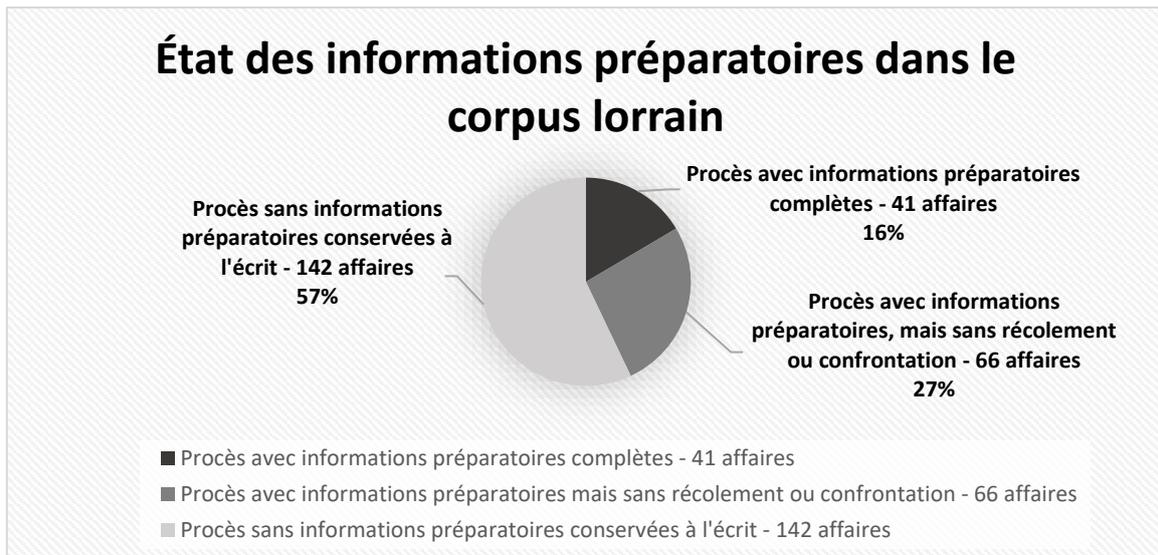 État des informations préparatoires dans le
corpus lorrain
Procès avec informations préparatoires
complètes - 41 affaires
16%
Procès avec informations
préparatoires, mais sans récolement
ou confrontation - 66 affaires
27%
Procès sans informations
préparatoires conservées à
l'écrit - 142 affaires
57%
Procès avec informations préparatoires complètes - 41 affaires
Procès avec informations préparatoires mais sans récolement ou confrontation - 66 affaires
Procès sans informations préparatoires conservées à l'écrit - 142 affaires